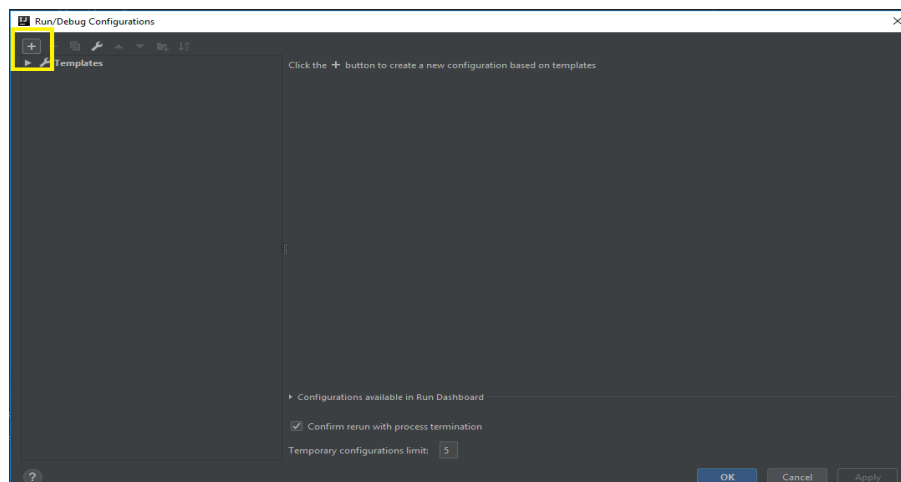 Run/Debug Configurations
Templates
Click the + button to create a new configuration based on templates
Configurations available in Run Dashboard
Confirm rerun with process termination
Temporary configurations limit: 5
?
OK Cancel Apply